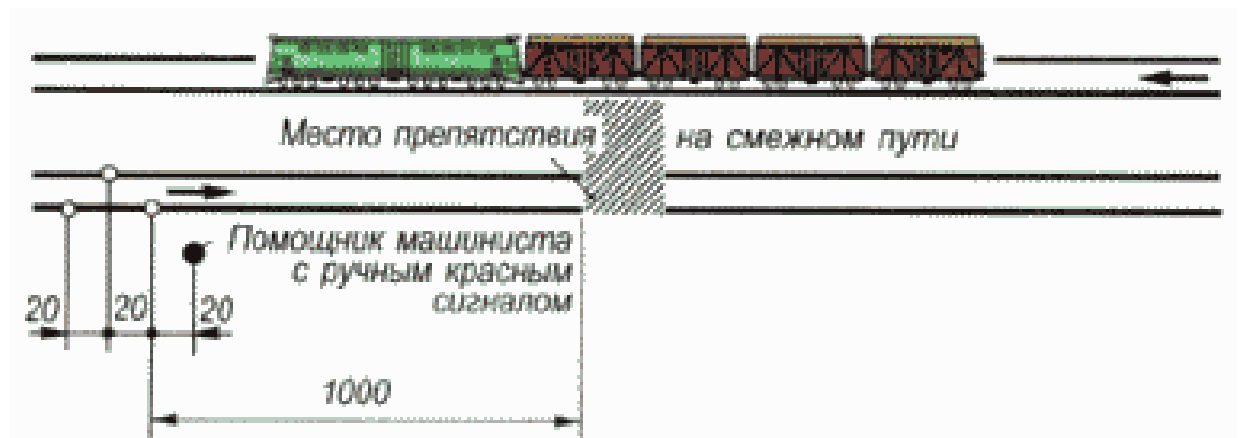 Место препятствия на смежном пути
Помощник машиниста
с ручным красным
сигналом
20 20 20
1000